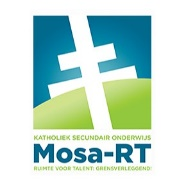 KATHOLIEK SECUNDAIR ONDERWIJS
Mosa-RT
RUIMTE VOOR TALENT: GRENSVERLEGGEND!